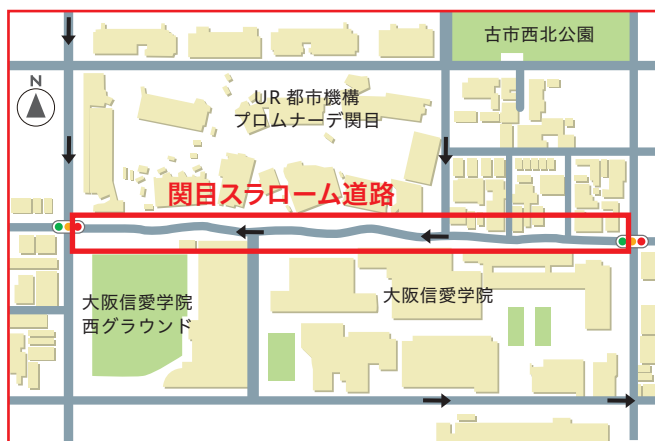 古市西北公園
N
UR 都市機構
プロムナーデ関目
関目スラローム道路
大阪信愛学院
西グラウンド
大阪信愛学院